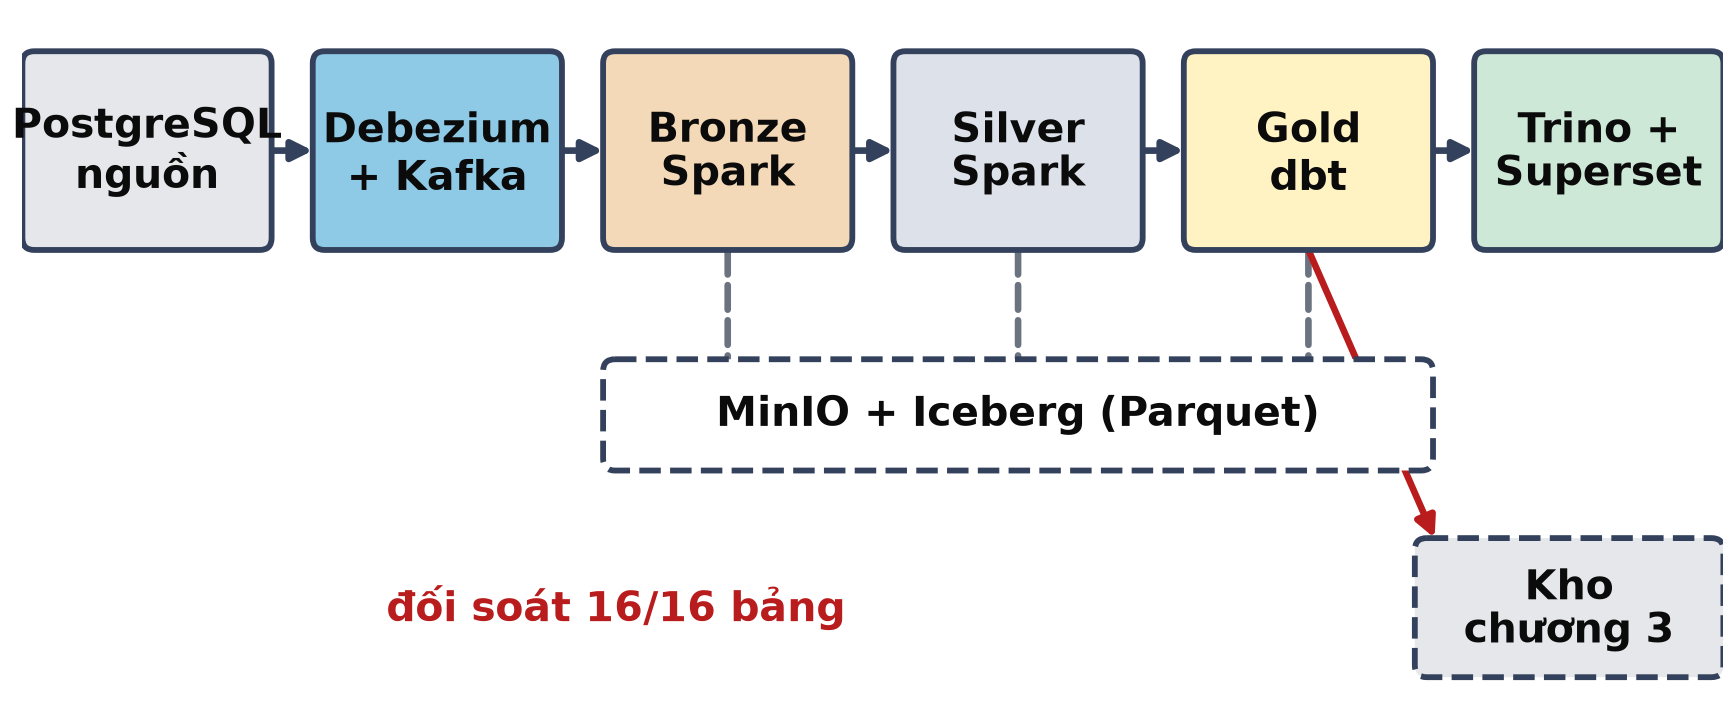 PostgreSQL
nguồn
Debezium
+ Kafka
Bronze
Spark
Silver
Spark
Gold
dbt
Trino +
Superset
MinIO + Iceberg (Parquet)
đối soát 16/16 bảng
Kho
chương 3